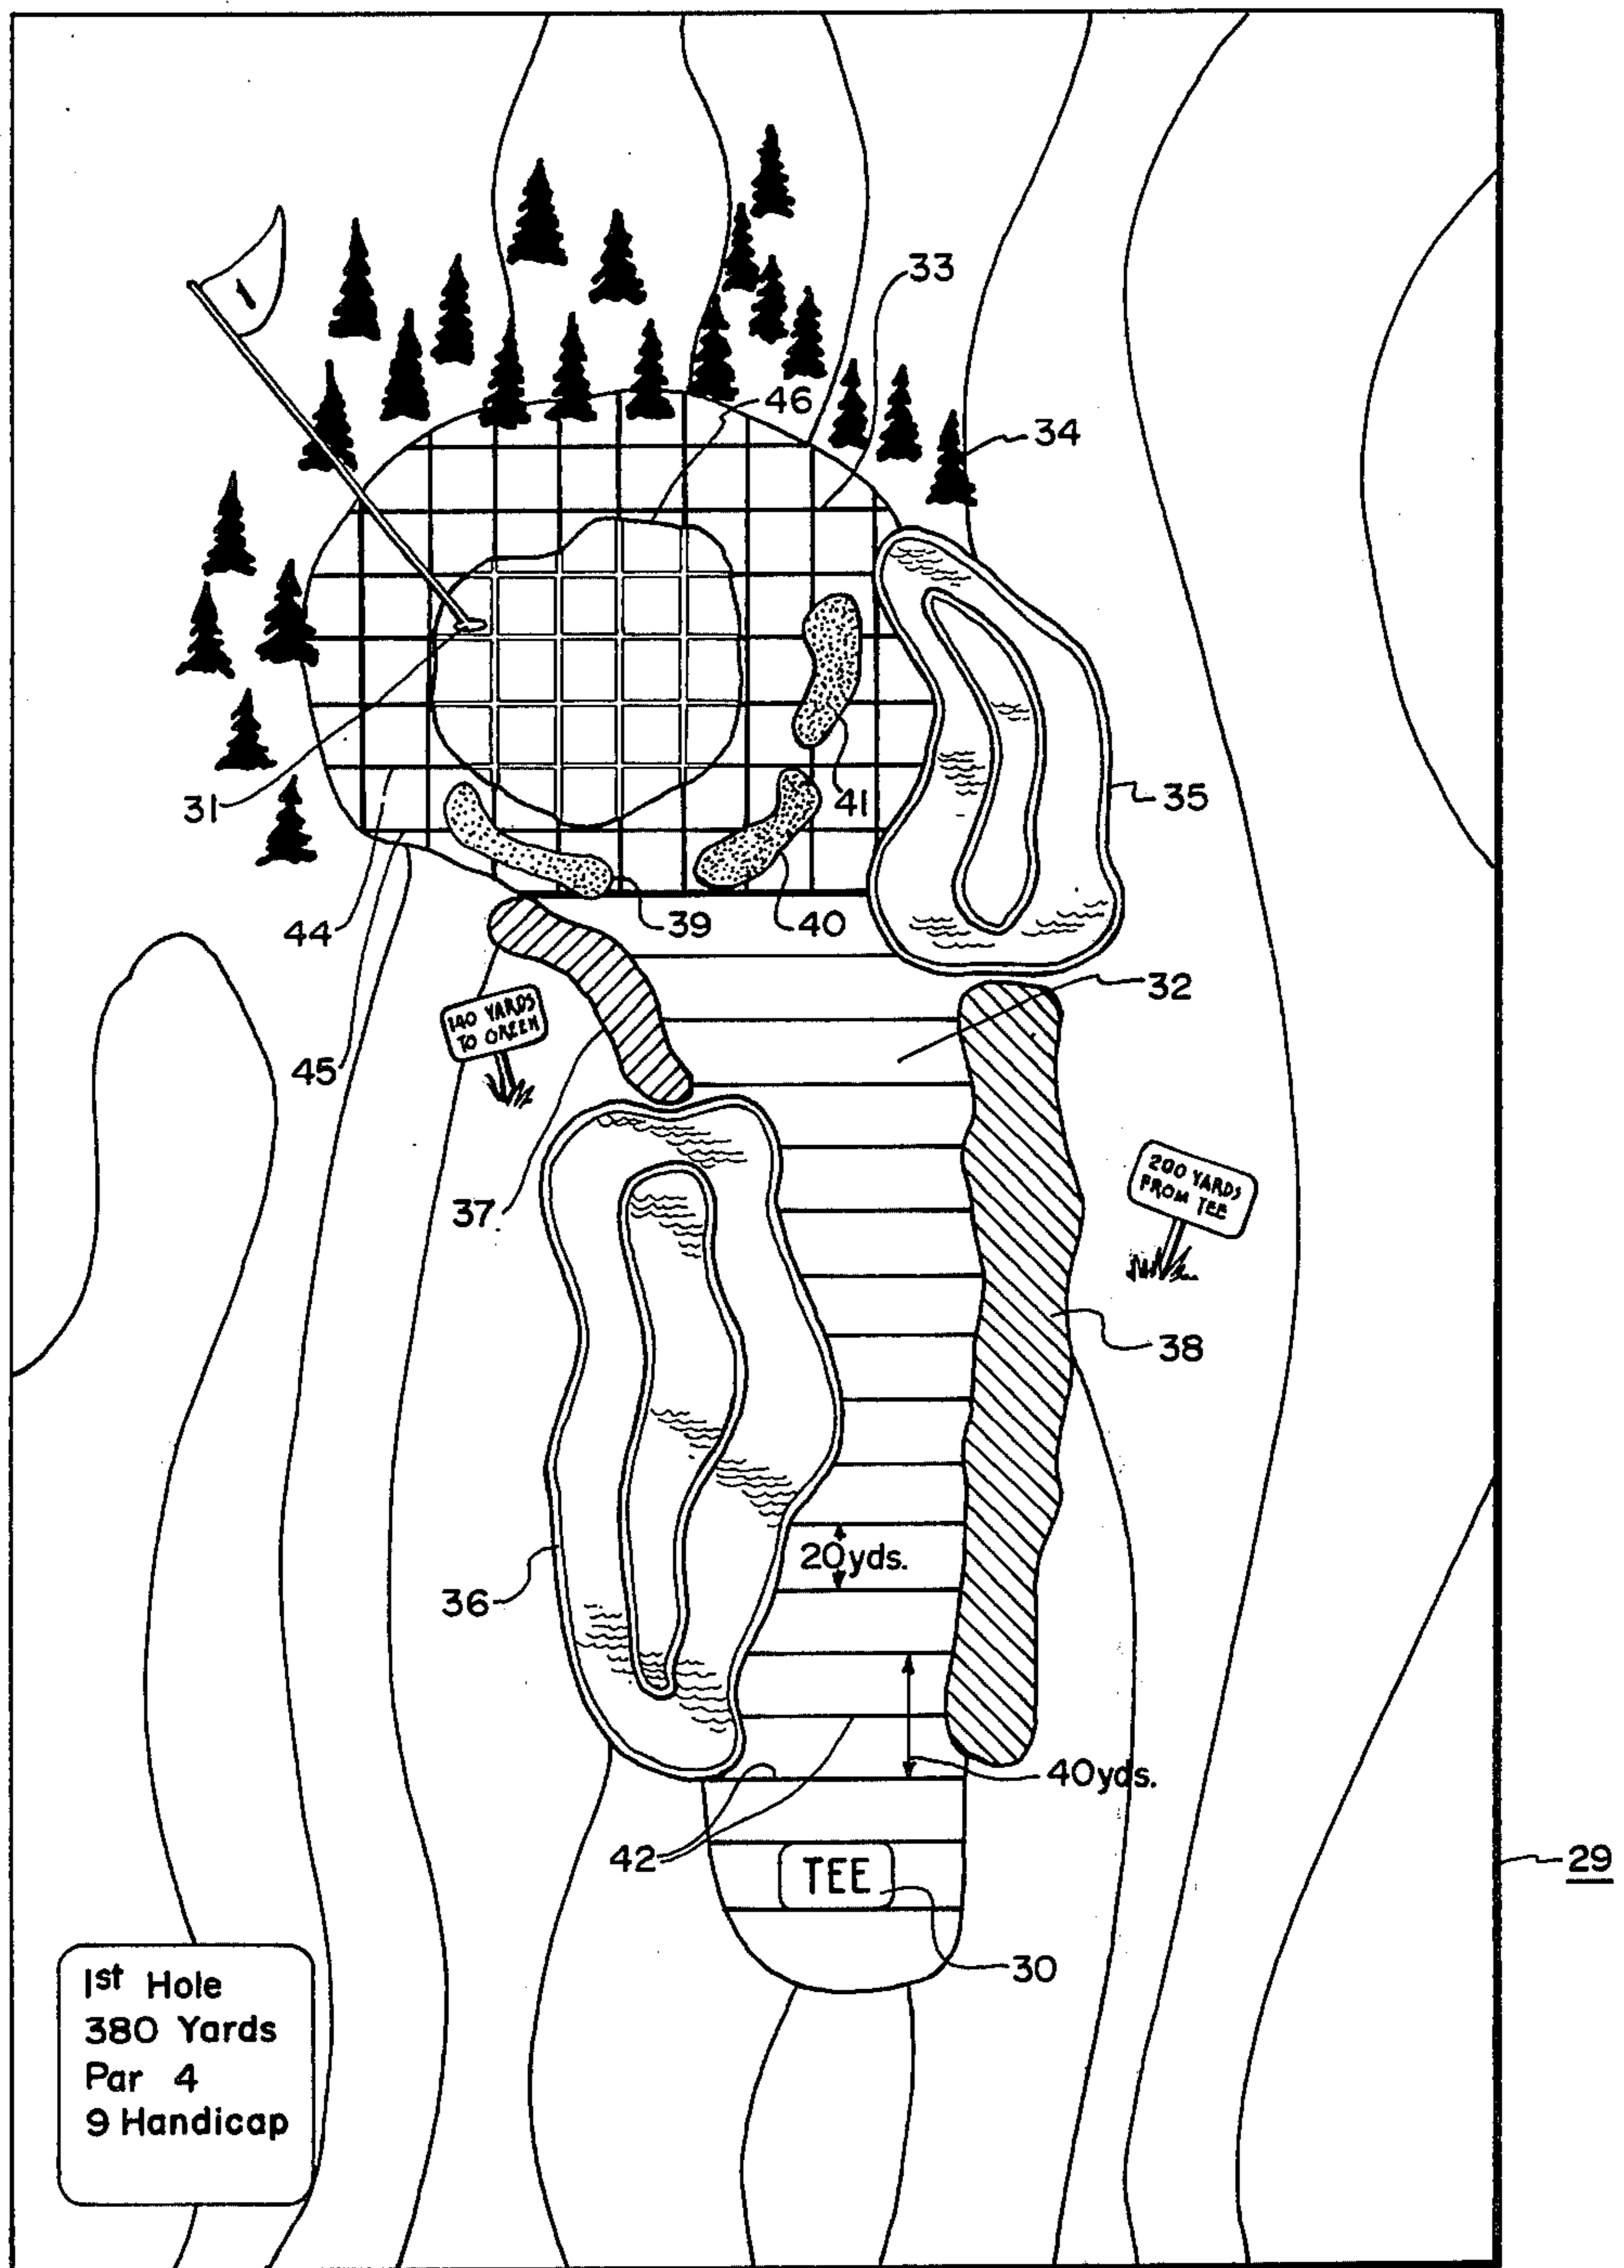 1
33
46
34
31
41
35
44
39
40
32
140 YARDS
TO GREEN
45
200 YARDS
FROM TEE
37
38
20yds.
36
40yds.
42
TEE
29
30
1st Hole
380 Yards
Par 4
9 Handicap